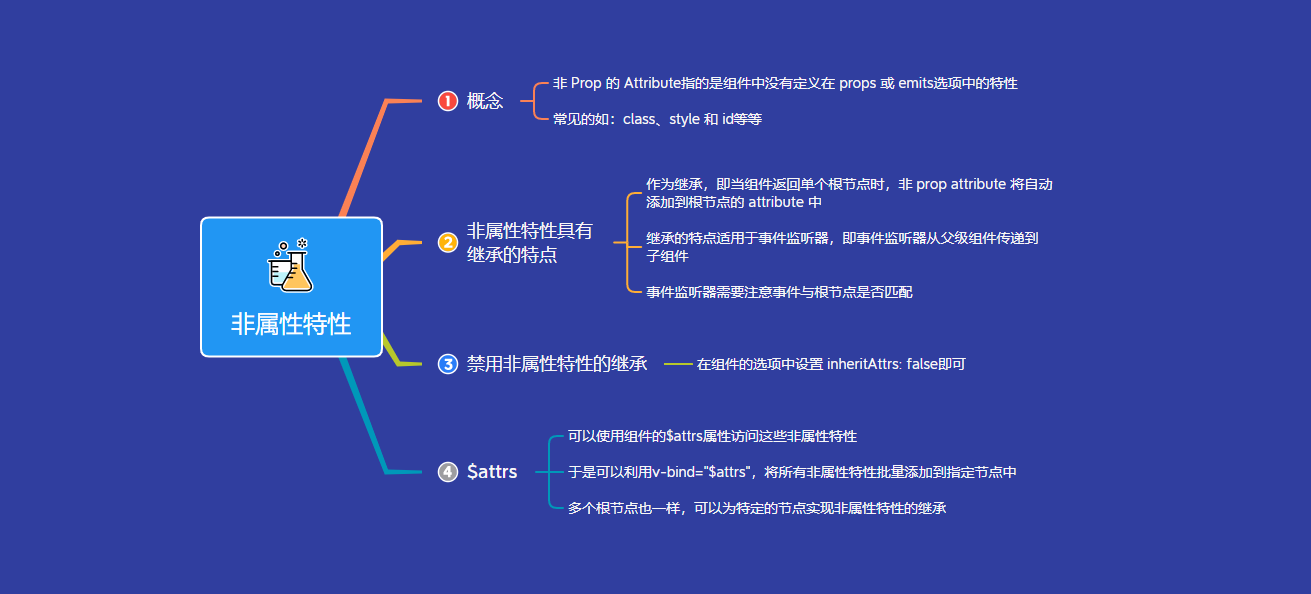 非属性特性
1 概念
非 Prop 的 Attribute指的是组件中没有定义在 props 或 emits选项中的特性
常见的如：class、style 和 id等等
2 非属性特性具有
继承的特点
作为继承，即当组件返回单个根节点时，非 prop attribute 将自动
添加到根节点的 attribute 中
继承的特点适用于事件监听器，即事件监听器从父级组件传递到
子组件
事件监听器需要注意事件与根节点是否匹配
3 禁用非属性特性的继承
在组件的选项中设置 inheritAttrs: false即可
4 $attrs
可以使用组件的$attrs属性访问这些非属性特性
于是可以利用v-bind="$attrs"，将所有非属性特性批量添加到指定节点中
多个根节点也一样，可以为特定的节点实现非属性特性的继承